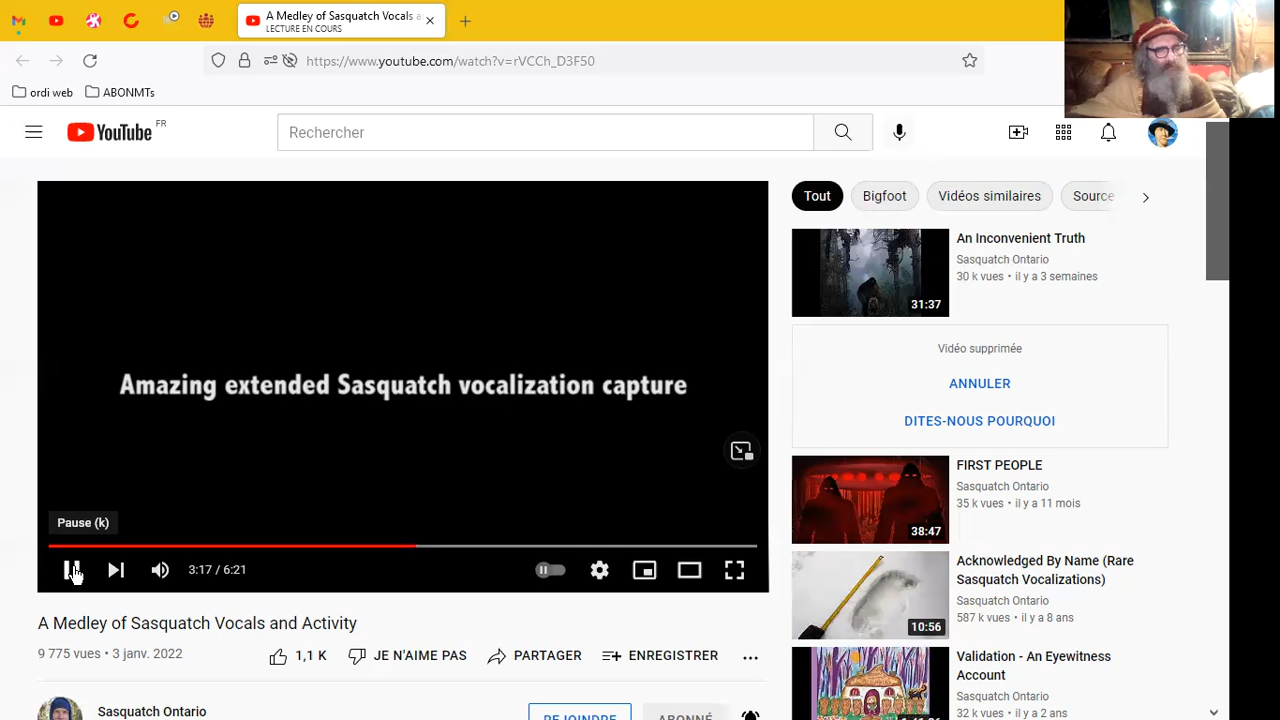 A Medley of Sasquatch Vocals a
LECTURE EN COURS
https://www.youtube.com/watch?v=rVCCh_D3F50
ordi web
ABONMTs
YouTube FR
Rechercher
Tout
Bigfoot
Vidéos similaires
Source
Amazing extended Sasquatch vocalization capture
Pause (k)
3:17 / 6:21
A Medley of Sasquatch Vocals and Activity
9 775 vues • 3 janv. 2022
1,1 K
JE N'AIME PAS
PARTAGER
ENREGISTRER
Sasquatch Ontario
REJOINDRE
ABONNÉ
An Inconvenient Truth
Sasquatch Ontario
30 k vues • il y a 3 semaines
31:37
Vidéo supprimée
ANNULER
DITES-NOUS POURQUOI
FIRST PEOPLE
Sasquatch Ontario
35 k vues • il y a 11 mois
38:47
Acknowledged By Name (Rare
Sasquatch Vocalizations)
Sasquatch Ontario
587 k vues • il y a 8 ans
10:56
Validation - An Eyewitness
Account
Sasquatch Ontario
32 k vues • il y a 2 ans